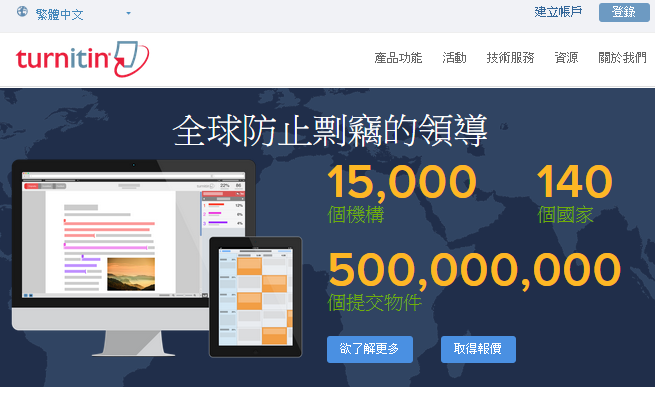 繁體中文
建立帳戶
登錄
turnitin
產品功能 活動 技術服務 資源 關於我們
全球防止剽竊的領導
15,000 140
個機構 個國家
500,000,000
個提交物件
欲了解更多 取得報價